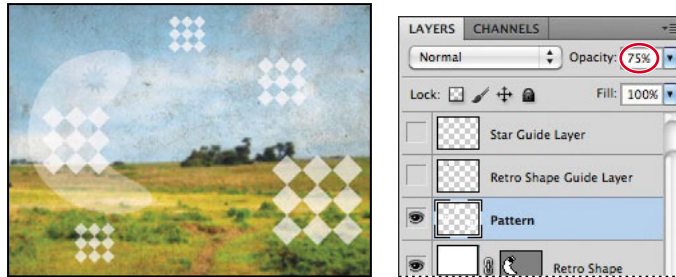 LAYERS CHANNELS
Normal Opacity: 75%
Lock: Fill: 100%
Star Guide Layer
Retro Shape Guide Layer
Pattern
Retro Shape